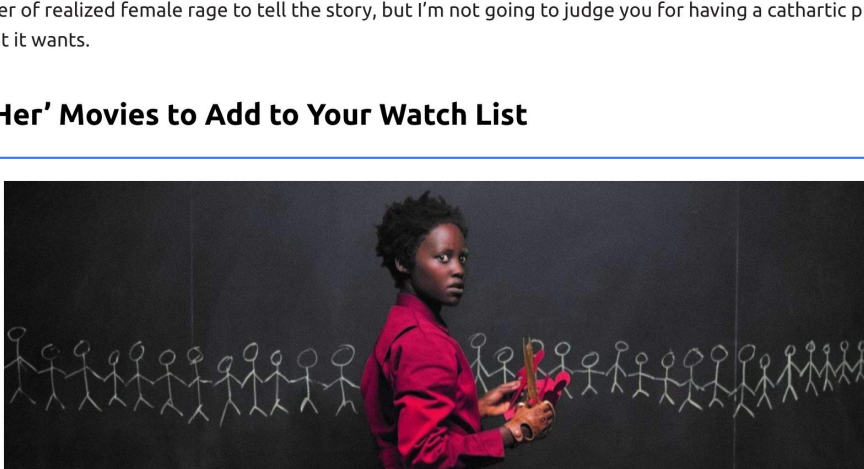 er of realized female rage to tell the story, but I’m not going to judge you for having a cathartic p
t it wants.
Her’ Movies to Add to Your Watch List